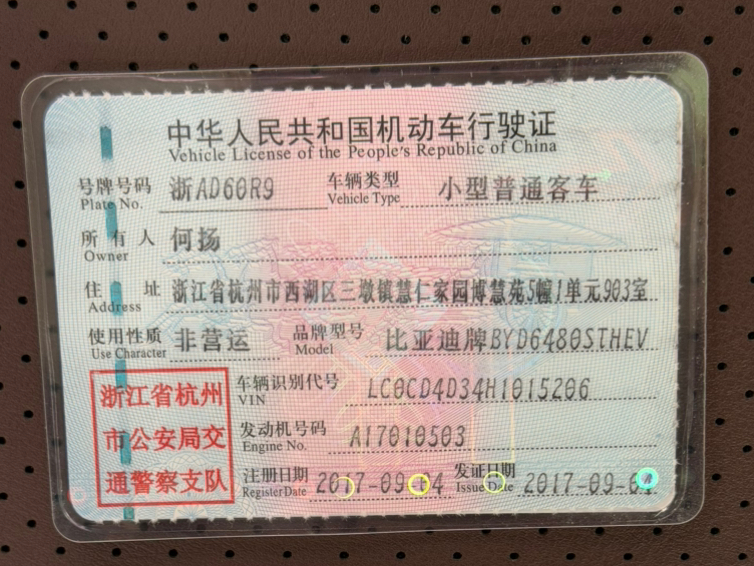 中华人民共和国机动车行驶证
Vehicle License of the People's Republic of China
号牌号码 浙AD60R9 车辆类型 小型普通客车
Plate No. Vehicle Type
所有人 何扬
Owner
住址 浙江省杭州市西湖区三墩镇慧仁家园博慧苑5幢1单元903室
Address
使用性质 非营运 品牌型号 比亚迪牌BYD6480STHEV
Use Character Model
浙江省杭州
市公安局交
通警察支队
车辆识别代号 LC0CD4D34H1015206
VIN
发动机号码 A17010503
Engine No.
注册日期 2017-09-04 发证日期 2017-09-04
Register Date Issue Date